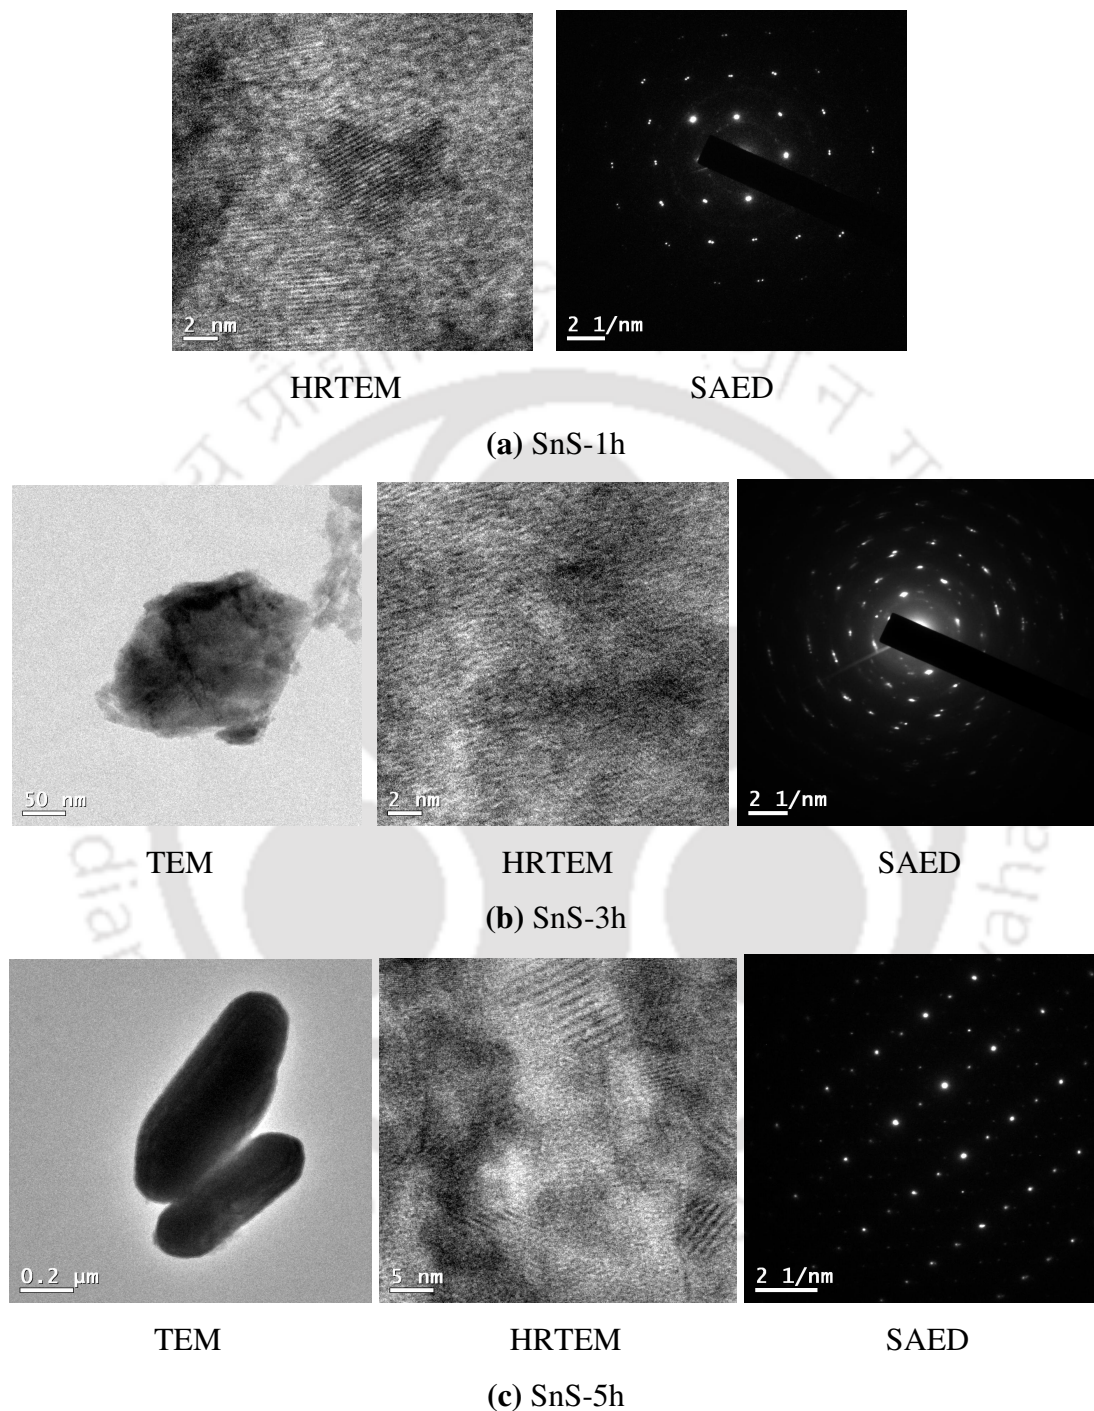 2 nm
2 1/nm
HRTEM
SAED
(a) SnS-1h
50 nm
2 nm
2 1/nm
TEM
HRTEM
SAED
(b) SnS-3h
0.2 µm
5 nm
2 1/nm
TEM
HRTEM
SAED
(c) SnS-5h